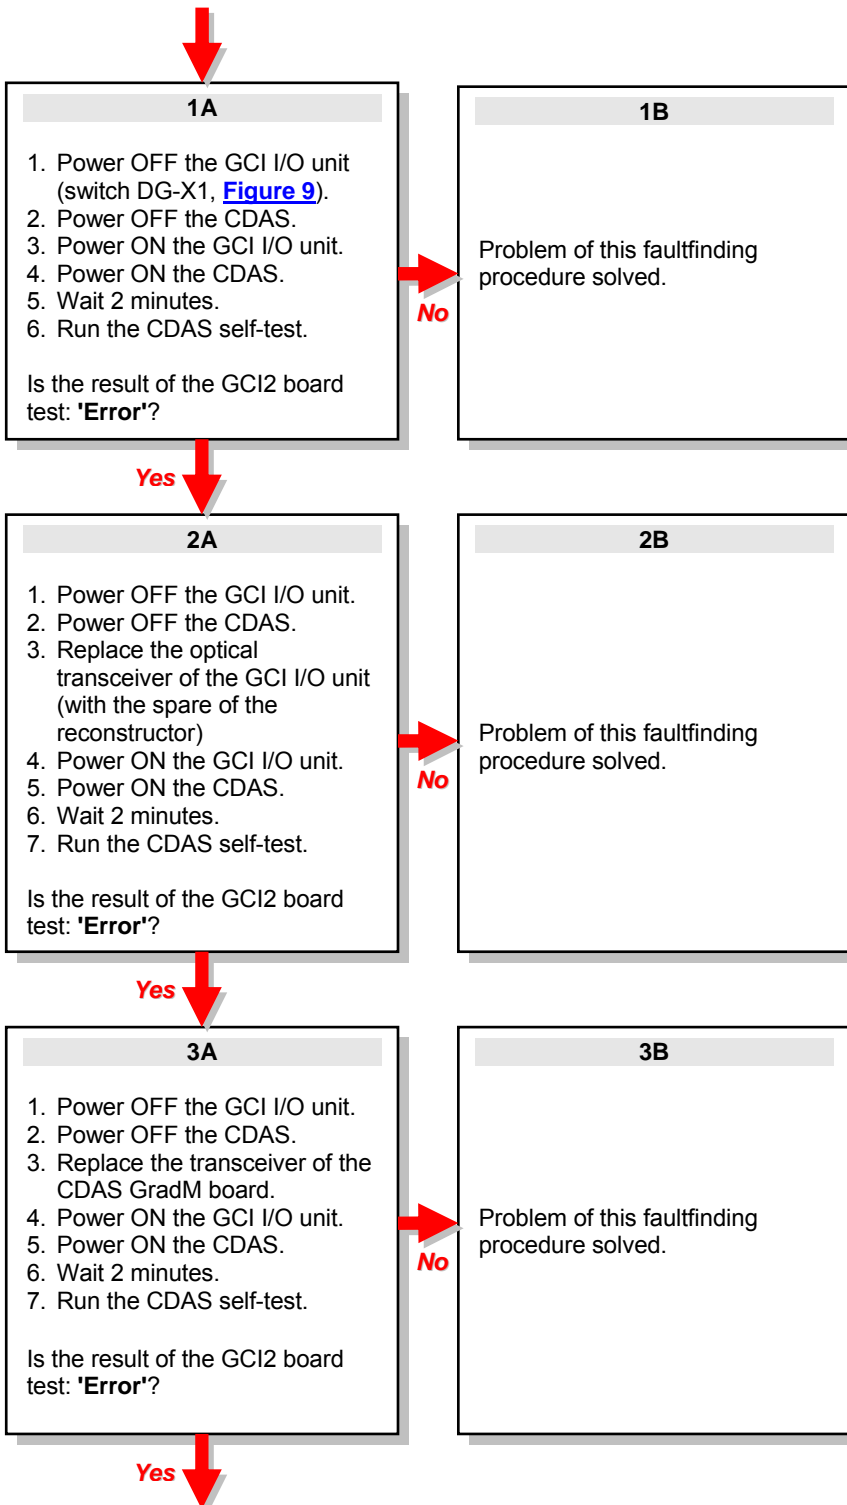 1A
1. Power OFF the GCI I/O unit
(switch DG-X1, Figure 9).
2. Power OFF the CDAS.
3. Power ON the GCI I/O unit.
4. Power ON the CDAS.
5. Wait 2 minutes.
6. Run the CDAS self-test.
Is the result of the GCI2 board
test: 'Error'?
No
1B
Problem of this faultfinding
procedure solved.
Yes
2A
1. Power OFF the GCI I/O unit.
2. Power OFF the CDAS.
3. Replace the optical
transceiver of the GCI I/O unit
(with the spare of the
reconstructor)
4. Power ON the GCI I/O unit.
5. Power ON the CDAS.
6. Wait 2 minutes.
7. Run the CDAS self-test.
Is the result of the GCI2 board
test: 'Error'?
No
2B
Problem of this faultfinding
procedure solved.
Yes
3A
1. Power OFF the GCI I/O unit.
2. Power OFF the CDAS.
3. Replace the transceiver of the
CDAS GradM board.
4. Power ON the GCI I/O unit.
5. Power ON the CDAS.
6. Wait 2 minutes.
7. Run the CDAS self-test.
Is the result of the GCI2 board
test: 'Error'?
No
3B
Problem of this faultfinding
procedure solved.
Yes